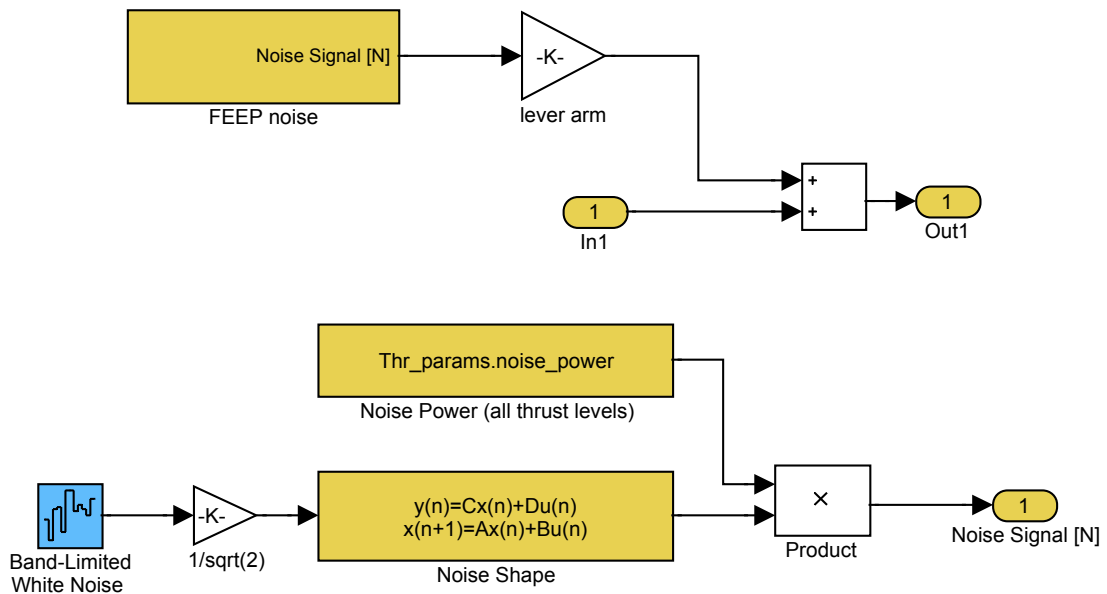 Noise Signal [N]
FEEP noise
-K-
lever arm
+
+
1
In1
1
Out1
Thr_params.noise_power
Noise Power (all thrust levels)
Band-Limited
White Noise
-K-
1/sqrt(2)
y(n)=Cx(n)+Du(n)
x(n+1)=Ax(n)+Bu(n)
Noise Shape
×
Product
1
Noise Signal [N]